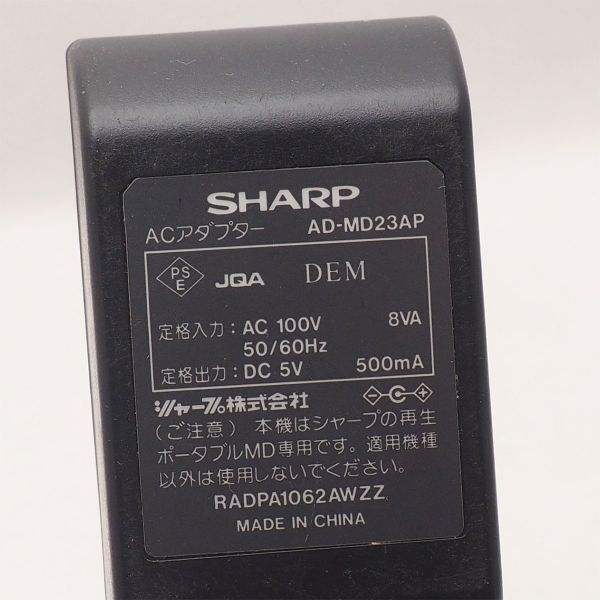 SHARP
ACアダプター AD-MD23AP
PS E JQA DEM
定格入力：AC 100V 8VA
50/60Hz
定格出力：DC 5V 500mA
シャープ株式会社
（ご注意）本機はシャープの再生
ポータブルMD専用です。適用機種
以外は使用しないでください。
RADPA1062AWZZ
MADE IN CHINA